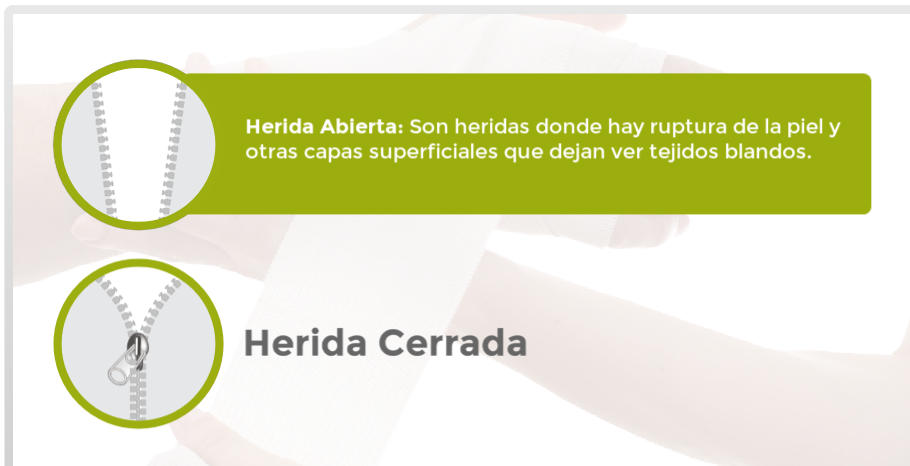 Herida Abierta: Son heridas donde hay ruptura de la piel y
otras capas superficiales que dejan ver tejidos blandos.
Herida Cerrada